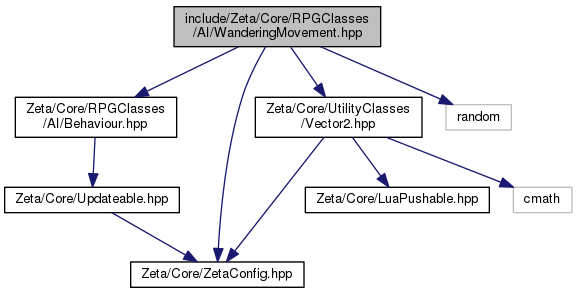 include/Zeta/Core/RPGClasses
/AI/WanderingMovement.hpp
Zeta/Core/RPGClasses
/AI/Behaviour.hpp
Zeta/Core/UtilityClasses
/Vector2.hpp
random
Zeta/Core/Updateable.hpp
Zeta/Core/LuaPushable.hpp
cmath
Zeta/Core/ZetaConfig.hpp